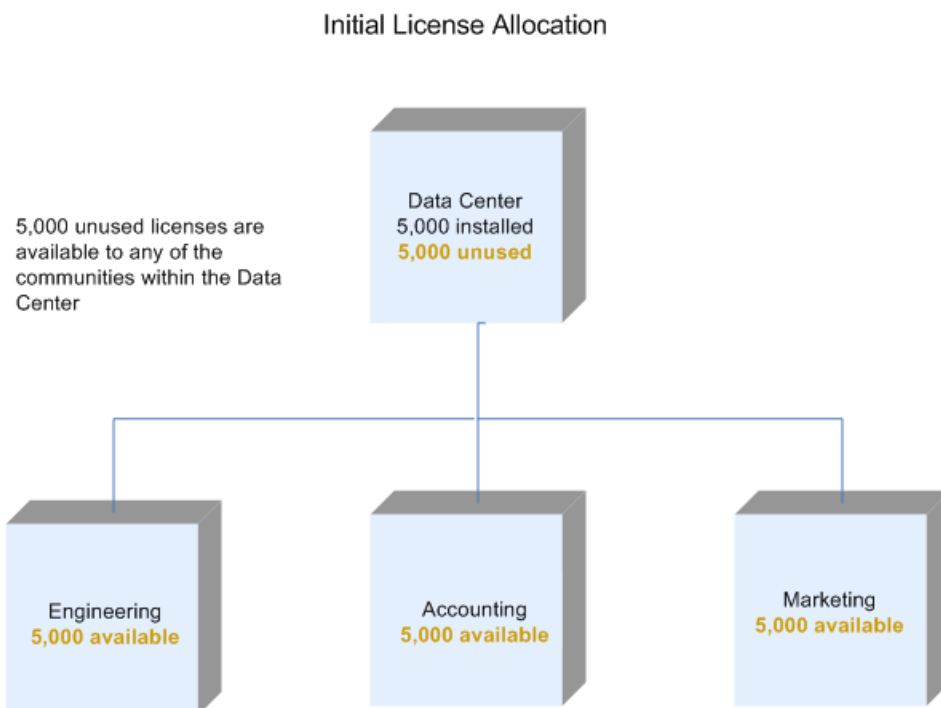 Initial License Allocation
Data Center
5,000 installed
5,000 unused
5,000 unused licenses are
available to any of the
communities within the Data
Center
Engineering
5,000 available
Accounting
5,000 available
Marketing
5,000 available